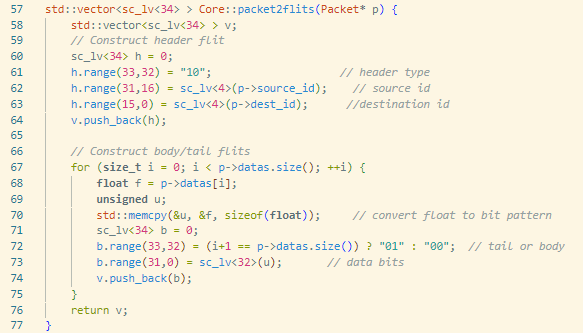 57 std::vector<sc_lv<34> > Core::packet2flits(Packet* p) {
58     std::vector<sc_lv<34> > v;
59     // Construct header flit
60     sc_lv<34> h = 0;
61     h.range(33,32) = "10";                    // header type
62     h.range(31,16) = sc_lv<4>(p->source_id);    // source id
63     h.range(15,0) = sc_lv<4>(p->dest_id);      //destination id
64     v.push_back(h);
65
66     // Construct body/tail flits
67     for (size_t i = 0; i < p->datas.size(); ++i) {
68         float f = p->datas[i];
69         unsigned u;
70         std::memcpy(&u, &f, sizeof(float));     // convert float to bit pattern
71         sc_lv<34> b = 0;
72         b.range(33,32) = (i+1 == p->datas.size()) ? "01" : "00";  // tail or body
73         b.range(31,0) = sc_lv<32>(u);       // data bits
74         v.push_back(b);
75     }
76     return v;
77 }